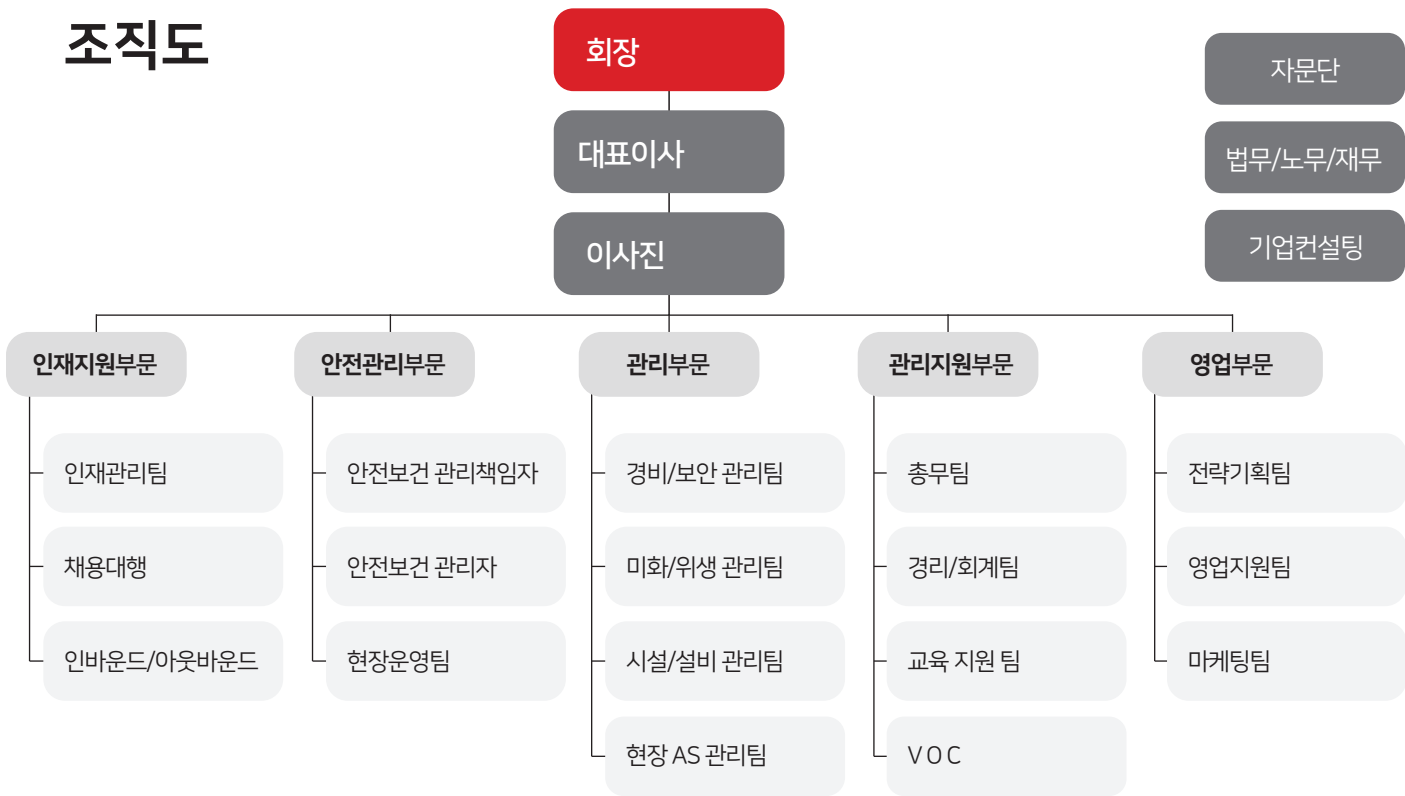 조직도
회장
대표이사
이사진
자문단
법무/노무/재무
기업컨설팅
인재지원부문
인재관리팀
채용대행
인바운드/아웃바운드
안전관리부문
안전보건 관리책임자
안전보건 관리자
현장운영팀
관리부문
경비/보안 관리팀
미화/위생 관리팀
시설/설비 관리팀
현장 AS 관리팀
관리지원부문
총무팀
경리/회계팀
교육 지원 팀
V O C
영업부문
전략기획팀
영업지원팀
마케팅팀